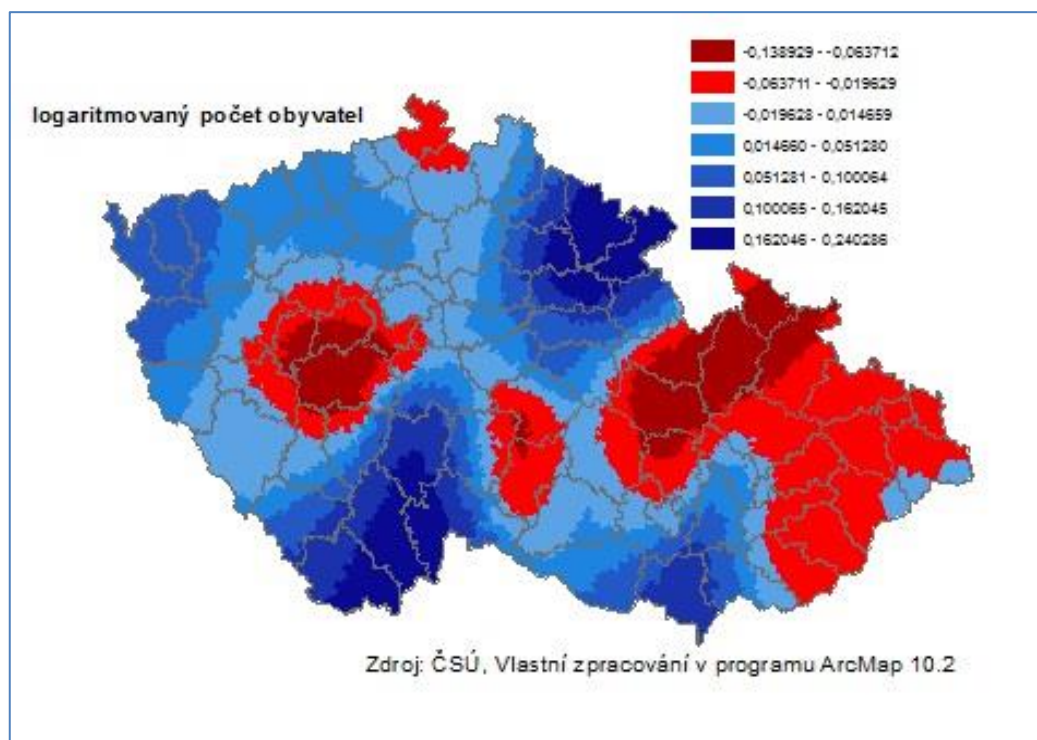 -0,138929 - -0,063712
-0,063711 - -0,019629
logaritmovaný počet obyvatel
-0,019628 - 0,014659
0,014660 - 0,051280
0,051281 - 0,100064
0,100065 - 0,162045
0,162046 - 0,240286
Zdroj: ČSÚ, Vlastní zpracování v programu ArcMap 10.2